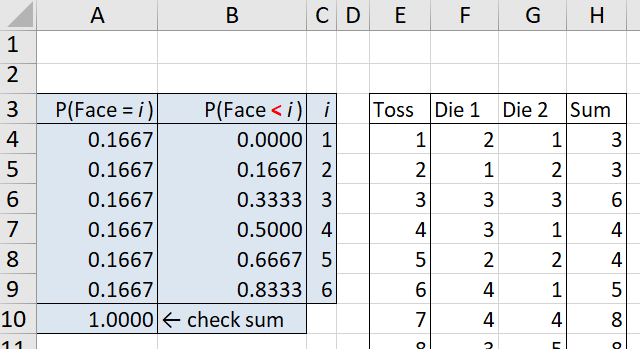 A B C D E F G H
1
2
3 P(Face = i) P(Face < i) i Toss Die 1 Die 2 Sum
4 0.1667 0.0000 1 1 2 1 3
5 0.1667 0.1667 2 2 1 2 3
6 0.1667 0.3333 3 3 3 3 6
7 0.1667 0.5000 4 4 3 1 4
8 0.1667 0.6667 5 5 2 2 4
9 0.1667 0.8333 6 6 4 1 5
10 1.0000 ← check sum 7 4 4 8
11 8 3 5 8